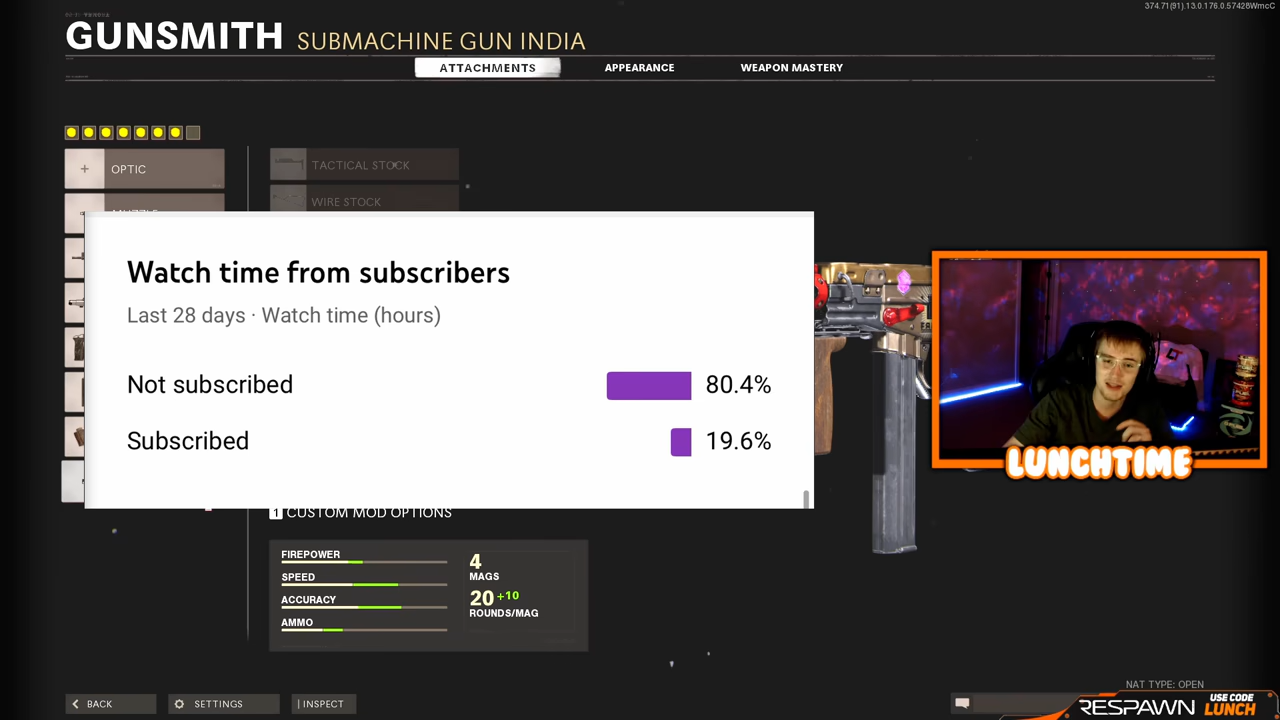 374.71(91).13.0.176.0.57428WmcC
GUNSMITH SUBMACHINE GUN INDIA
ATTACHMENTS
APPEARANCE
WEAPON MASTERY
OPTIC
TACTICAL STOCK
WIRE STOCK
MUZZLE
Watch time from subscribers
Last 28 days · Watch time (hours)
Not subscribed 80.4%
Subscribed 19.6%
LUNCHTIME
1 CUSTOM MOD OPTIONS
FIREPOWER
SPEED
ACCURACY
AMMO
4
MAGS
20 +10
ROUNDS/MAG
BACK
SETTINGS
INSPECT
NAT TYPE: OPEN
RESPAWN
USE CODE
LUNCH